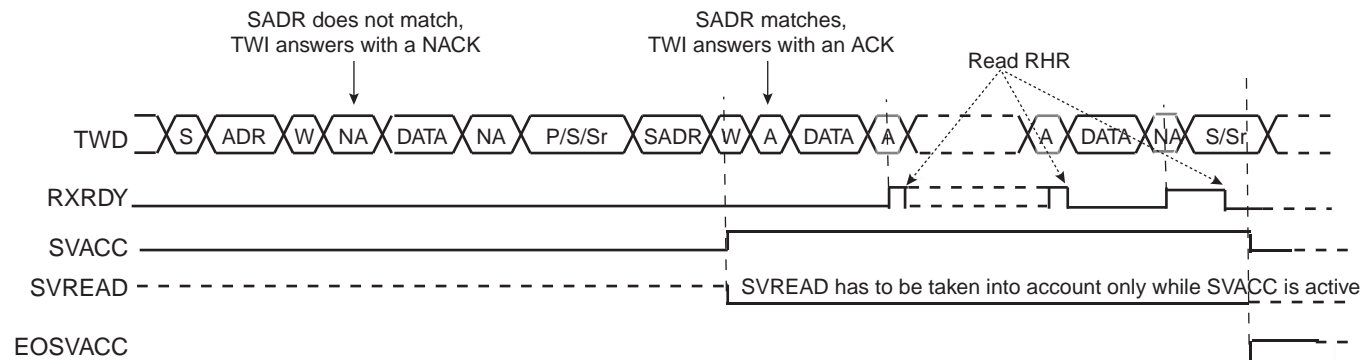 SADR does not match,
TWI answers with a NACK
SADR matches,
TWI answers with an ACK
Read RHR
TWD S ADR W NA DATA NA P/S/Sr SADR W A DATA A A DATA NA S/Sr
RXRDY
SVACC
SVREAD SVREAD has to be taken into account only while SVACC is active
EOSVACC